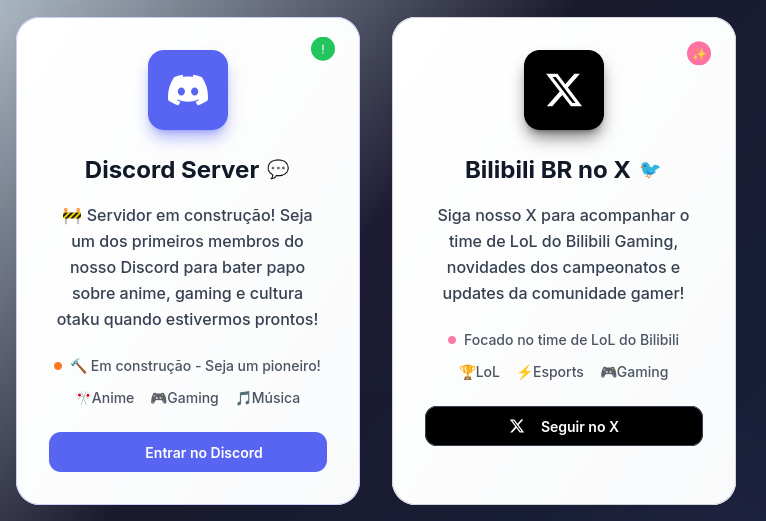 !
Discord Server 💬
🚧 Servidor em construção! Seja
um dos primeiros membros do
nosso Discord para bater papo
sobre anime, gaming e cultura
otaku quando estivermos prontos!
🔨 Em construção - Seja um pioneiro!
🎌Anime 🎮Gaming 🎵Música
Entrar no Discord
✨
Bilibili BR no X 🐦
Siga nosso X para acompanhar o
time de LoL do Bilibili Gaming,
novidades dos campeonatos e
updates da comunidade gamer!
Focado no time de LoL do Bilibili
🏆LoL ⚡Esports 🎮Gaming
Seguir no X